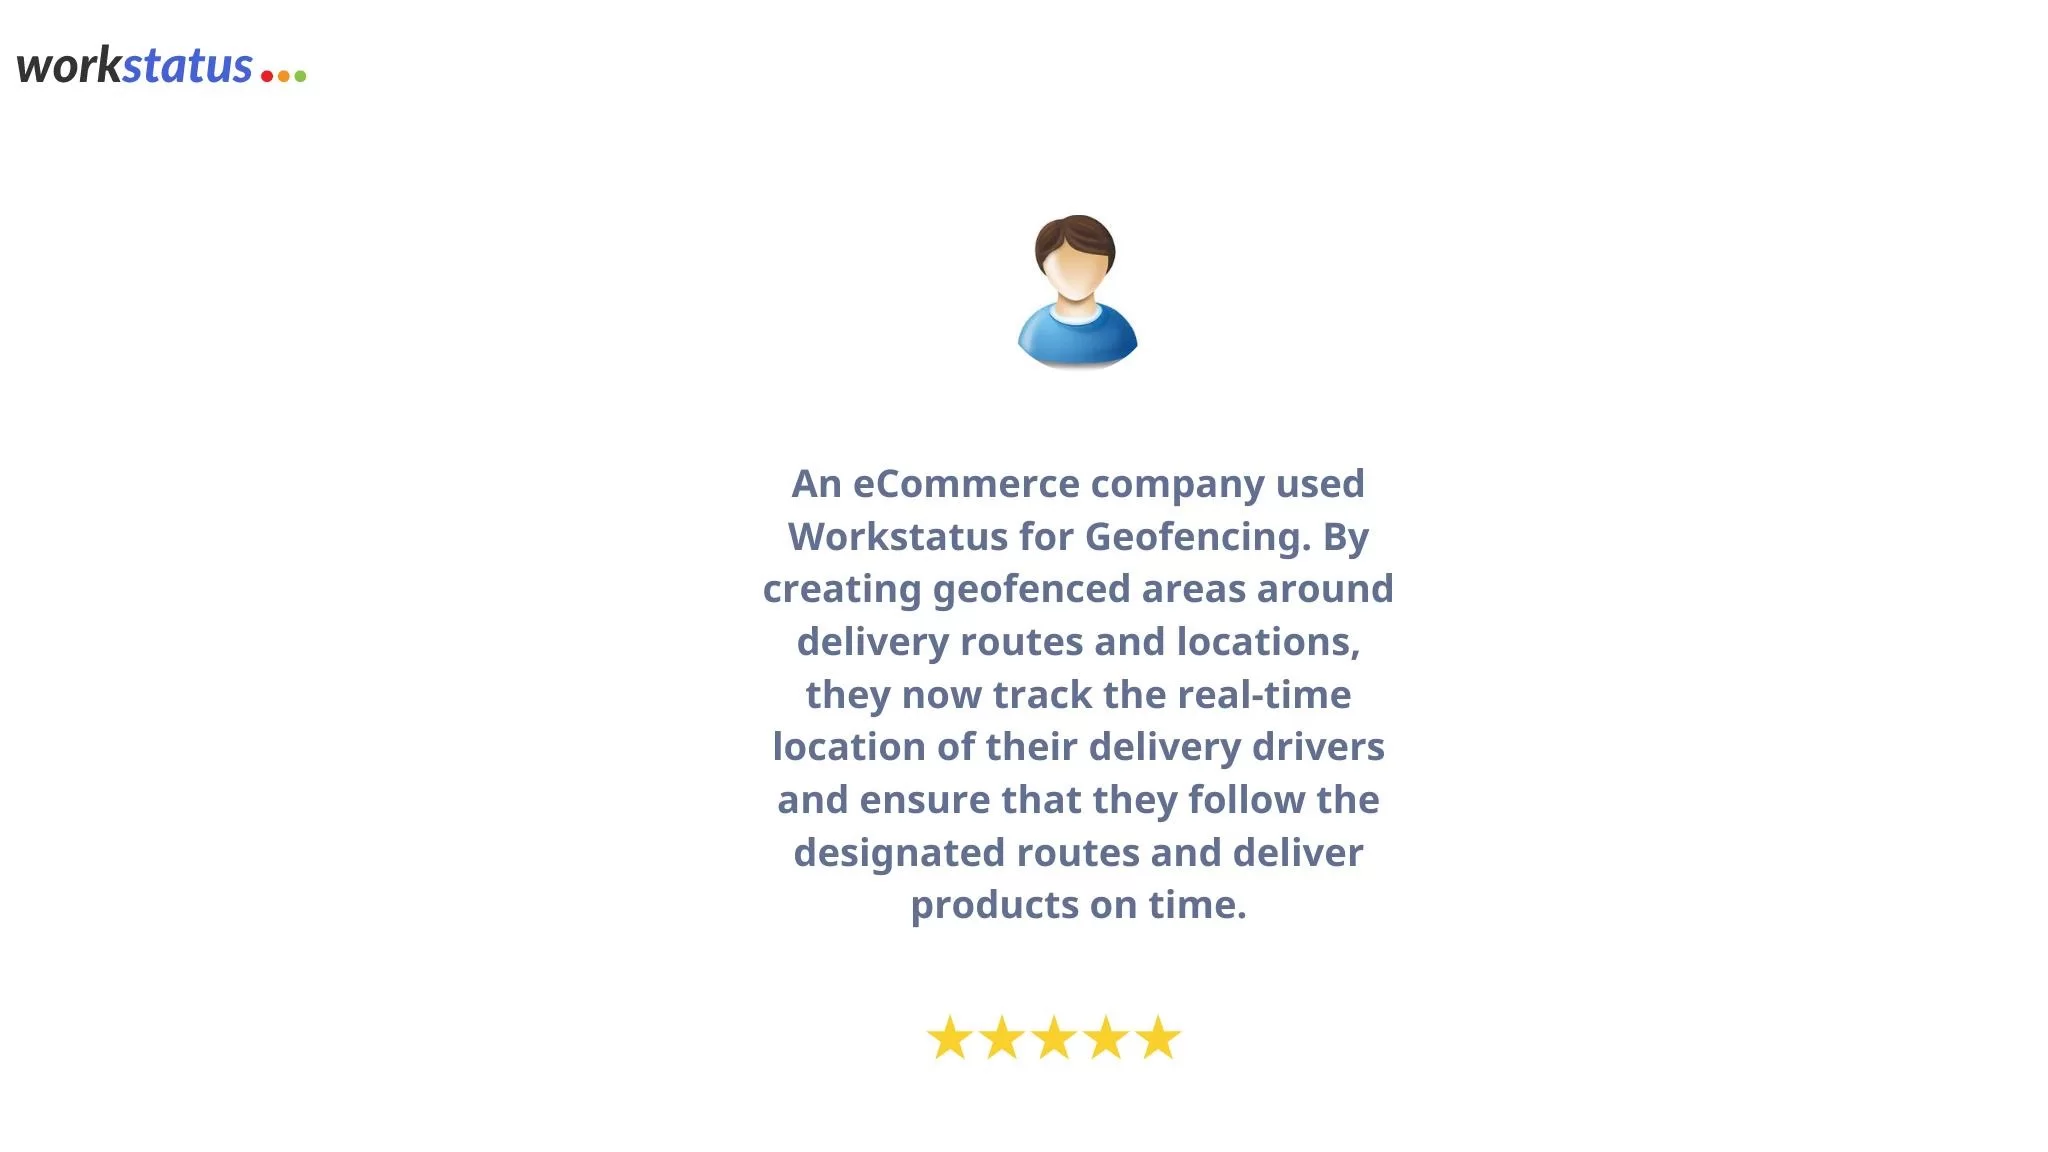 workstatus
An eCommerce company used
Workstatus for Geofencing. By
creating geofenced areas around
delivery routes and locations,
they now track the real-time
location of their delivery drivers
and ensure that they follow the
designated routes and deliver
products on time.